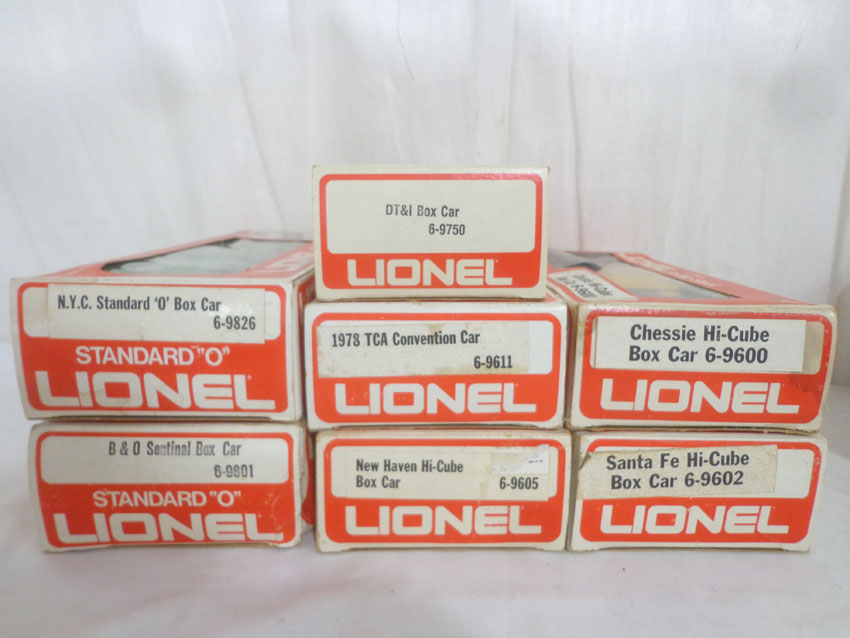 DT&I Box Car
6-9750
LIONEL
N.Y.C. Standard 'O' Box Car
6-9826
STANDARD "O"
LIONEL
1978 TCA Convention Car
6-9611
LIONEL
Chessie Hi-Cube
Box Car 6-9600
LIONEL
B & O Sentinal Box Car
6-9801
STANDARD "O"
LIONEL
New Haven Hi-Cube
Box Car 6-9605
LIONEL
Santa Fe Hi-Cube
Box Car 6-9602
LIONEL